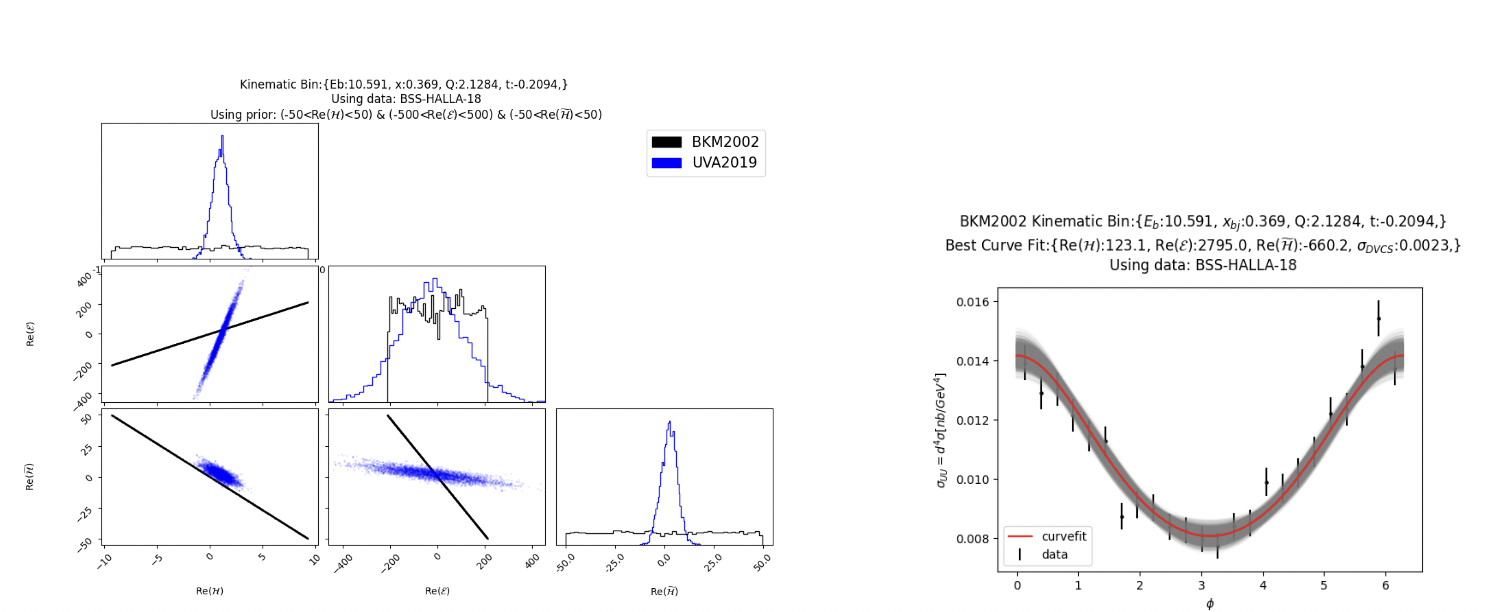 Kinematic Bin:{Eb:10.591, x:0.369, Q:2.1284, t:-0.2094,}
Using data: BSS-HALLA-18
Using prior: (-50<Re(ℋ)<50) & (-500<Re(ℰ)<500) & (-50<Re(ℋ̃)<50)
BKM2002
UVA2019
400
200
0
−200
−400
Re(ℰ)
50
25
0
−25
−50
Re(ℋ̃)
−10 −5 0 5 10
Re(ℋ)
−400 −200 0 200 400
Re(ℰ)
-50.0 -25.0 0.0 25.0 50.0
Re(ℋ̃)
BKM2002 Kinematic Bin:{E_b:10.591, x_bj:0.369, Q:2.1284, t:-0.2094,}
Best Curve Fit:{Re(ℋ):123.1, Re(ℰ):2795.0, Re(ℋ̃):-660.2, σ_DVCS:0.0023,}
Using data: BSS-HALLA-18
0.016
0.014
0.012
0.010
0.008
σ_UU = d⁴σ[nb/GeV⁴]
curvefit
data
0 1 2 3 4 5 6
ϕ